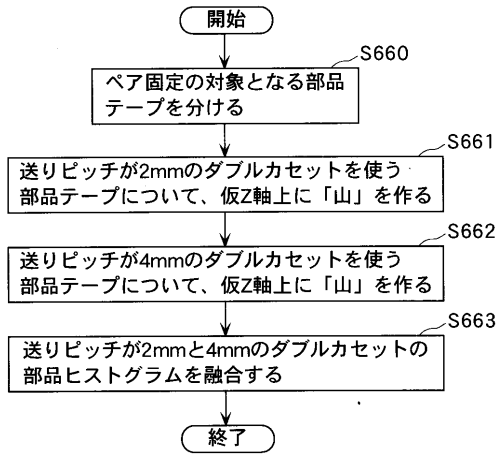 開始
S660
ペア固定の対象となる部品
テープを分ける
S661
送りピッチが2mmのダブルカセットを使う
部品テープについて、仮Z軸上に「山」を作る
S662
送りピッチが4mmのダブルカセットを使う
部品テープについて、仮Z軸上に「山」を作る
S663
送りピッチが2mmと4mmのダブルカセットの
部品ヒストグラムを融合する
終了